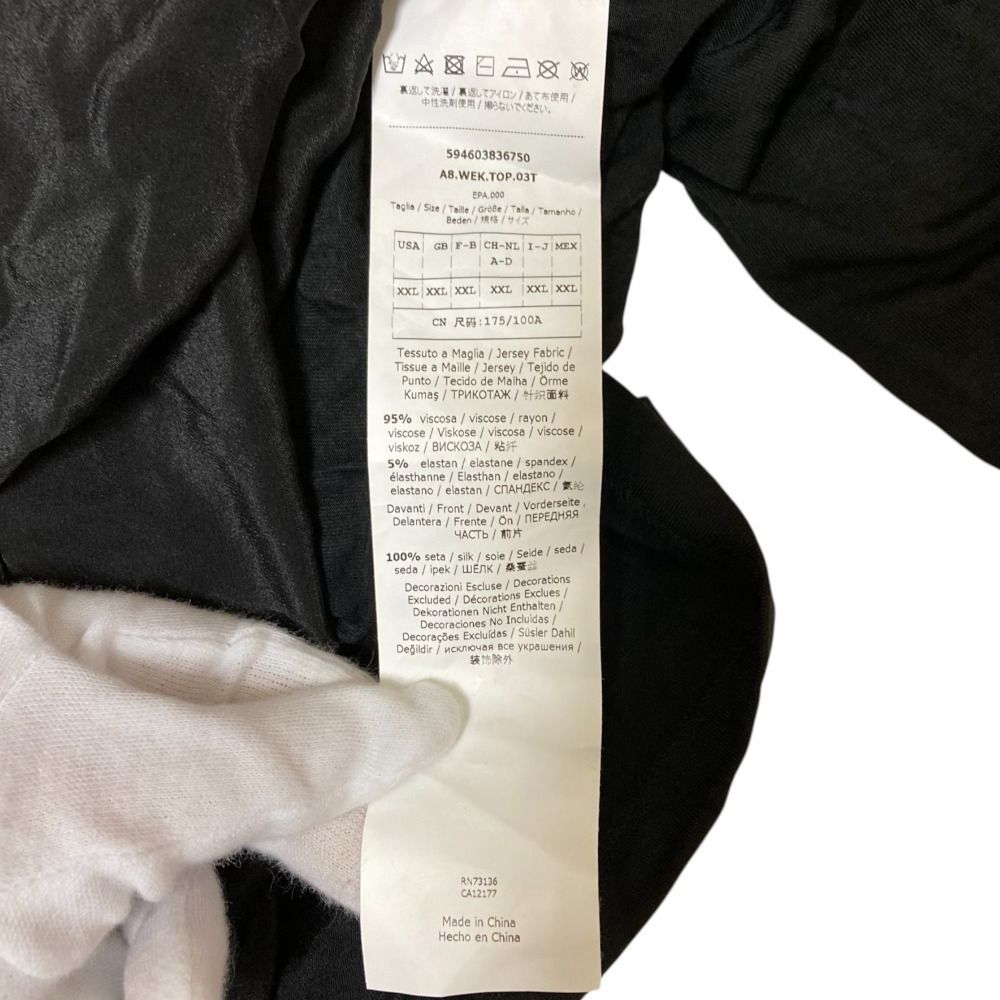 裏返して洗濯/裏返してアイロン/あて布使用/
中性洗剤使用/擦らないでください。
594603836750
A8.WEK.TOP.03T
EPA.000
Taglia / Size / Taille / Größe / Talla / Tamanho /
Beden / 規格 / サイズ
USA GB F-B CH-NL I-J MEX
A-D
XXL XXL XXL XXL XXL XXL
CN 尺码:175/100A
Tessuto a Maglia / Jersey Fabric /
Tissue a Maille / Jersey / Tejido de
Punto / Tecido de Malha / Örme
Kumaş / ТРИКОТАЖ / 针织面料
95% viscosa / viscose / rayon /
viscose / Viskose / viscosa / viscose /
viskoz / ВИСКОЗА / 粘纤
5% elastan / elastane / spandex /
élasthanne / Elasthan / elastano /
elastano / elastan / СПАНДЕКС / 氨纶
Davanti / Front / Devant / Vorderseite
Delantera / Frente / Ön / ПЕРЕДНЯЯ
ЧАСТЬ / 前片
100% seta / silk / soie / Seide / seda /
seda / ipek / ШЁЛК / 桑蚕丝
Decorazioni Escluse / Decorations
Excluded / Décorations Exclues /
Dekorationen Nicht Enthalten /
Decoraciones No Incluidas /
Decorações Excluídas / Süsler Dahil
Değildir / исключая все украшения /
装饰除外
RN73136
CA12177
Made in China
Hecho en China